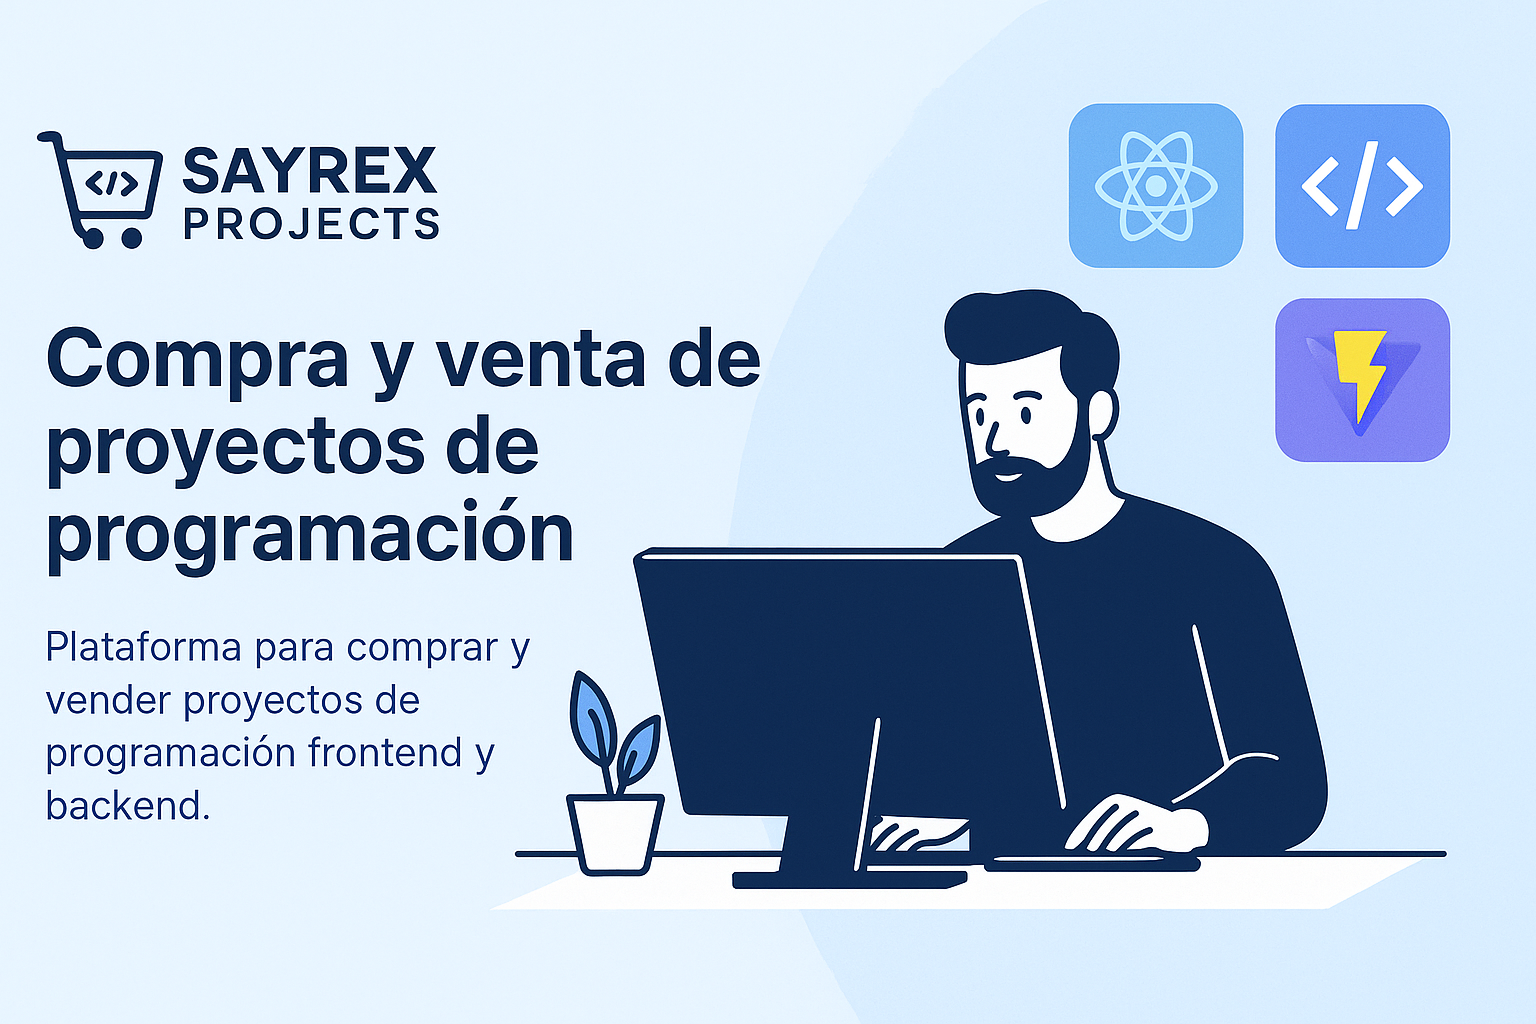 </>
SAYREX
PROJECTS
Compra y venta de
proyectos de
programación
Plataforma para comprar y
vender proyectos de
programación frontend y
backend.
</>